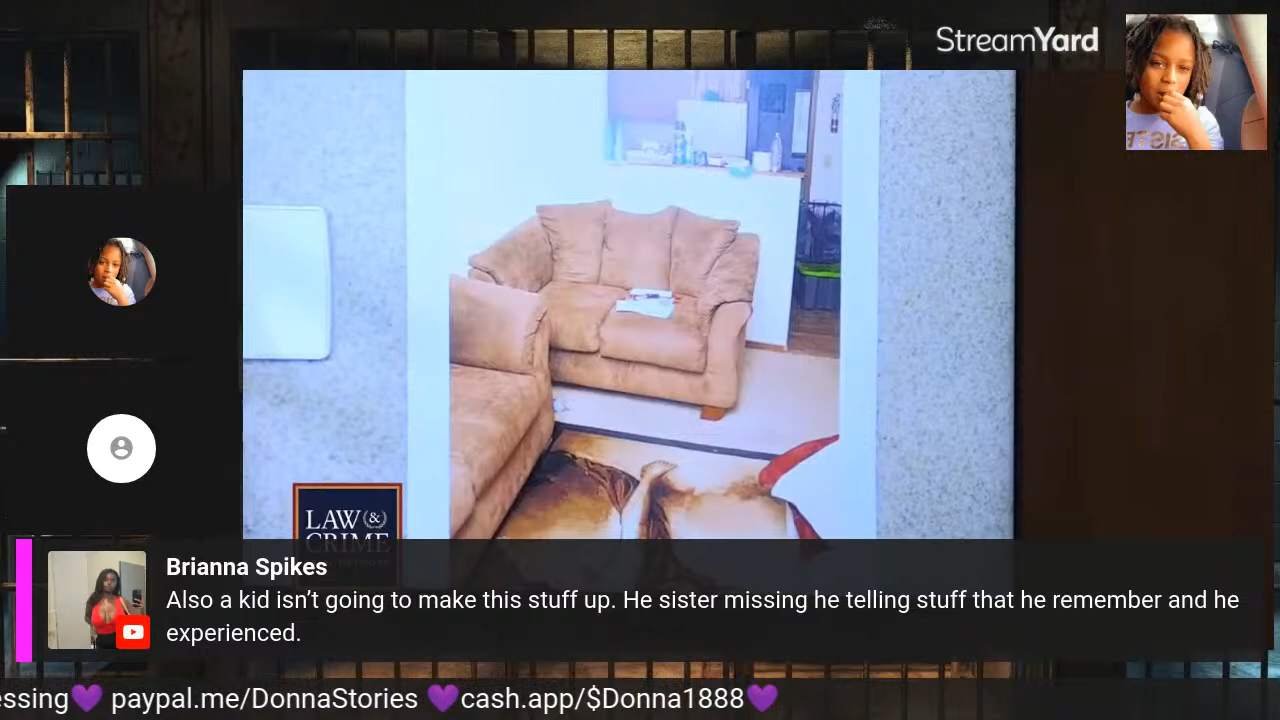 StreamYard
LAW &
CRIME
Brianna Spikes
Also a kid isn’t going to make this stuff up. He sister missing he telling stuff that he remember and he
experienced.
essing💜 paypal.me/DonnaStories 💜cash.app/$Donna1888💜